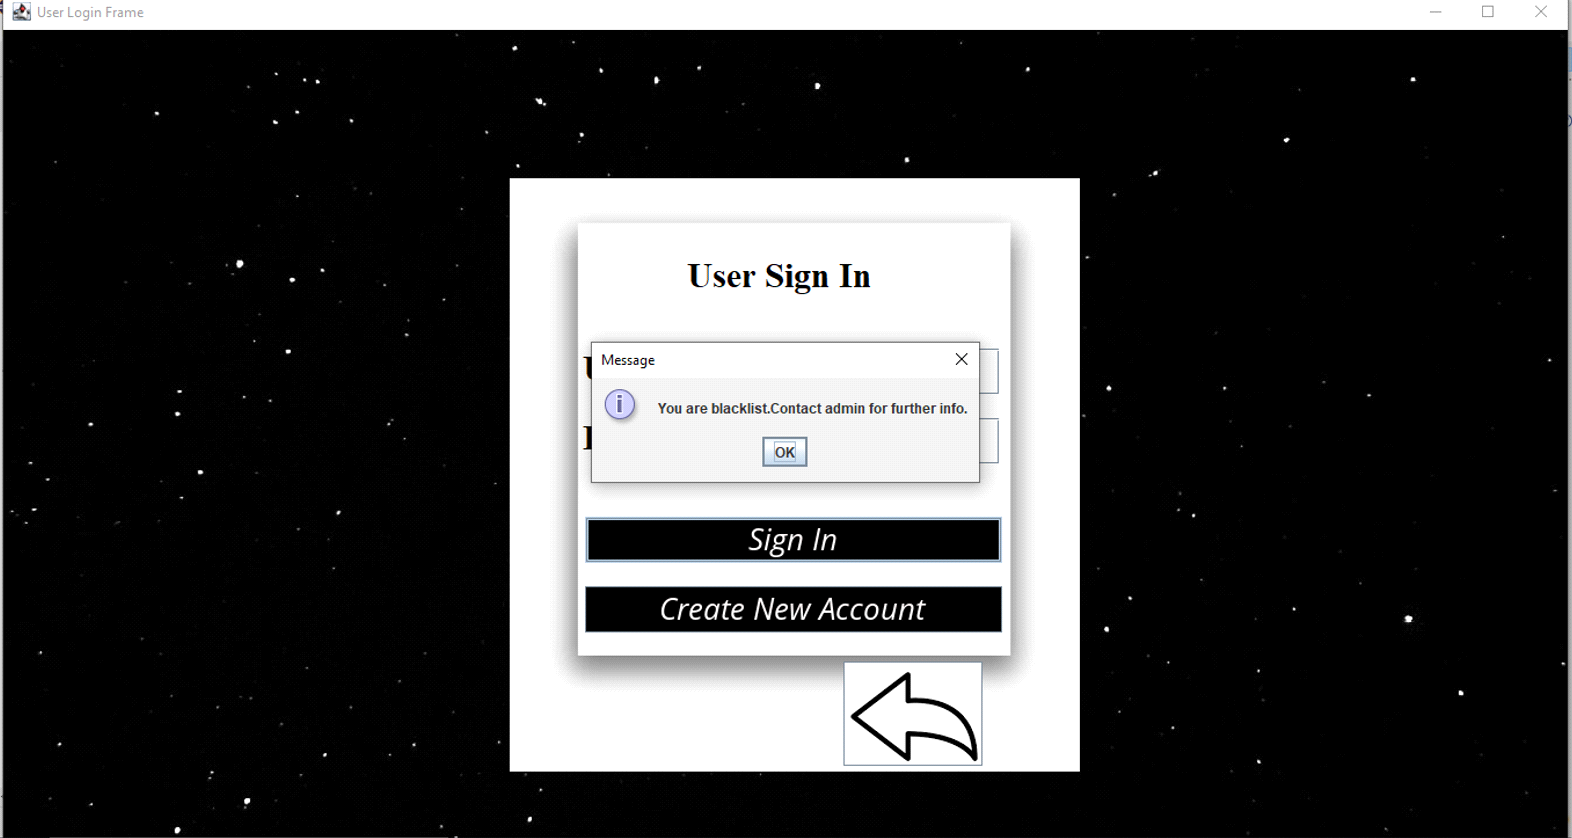 User Login Frame
User Sign In
Message
You are blacklist.Contact admin for further info.
OK
Sign In
Create New Account